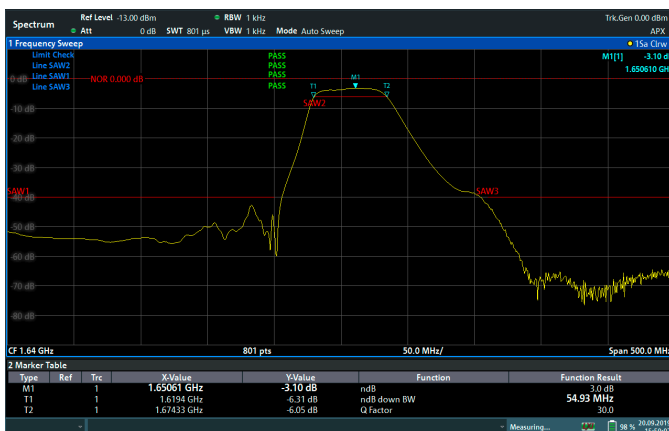 Spectrum
Ref Level -13.00 dBm RBW 1 kHz Trk.Gen 0.00 dBm
Att 0 dB SWT 801 µs VBW 1 kHz Mode Auto Sweep APX
1 Frequency Sweep 1Sa Clrw
Limit Check PASS M1[1] -3.10 d
Line SAW2 PASS 1.650610 GH
Line SAW1 PASS
Line SAW3 PASS
0 dB NOR 0.000 dB
T1 M1 T2
SAW2
-10 dB
-20 dB
-30 dB
SAW1 SAW3
-40 dB
-50 dB
-60 dB
-70 dB
-80 dB
CF 1.64 GHz 801 pts 50.0 MHz/ Span 500.0 MHz
2 Marker Table
Type Ref Trc X-Value Y-Value Function Function Result
M1 1 1.65061 GHz -3.10 dB ndB 3.0 dB
T1 1 1.6194 GHz -6.31 dB ndB down BW 54.93 MHz
T2 1 1.67433 GHz -6.05 dB Q Factor 30.0
Measuring... 98 % 20.09.2019